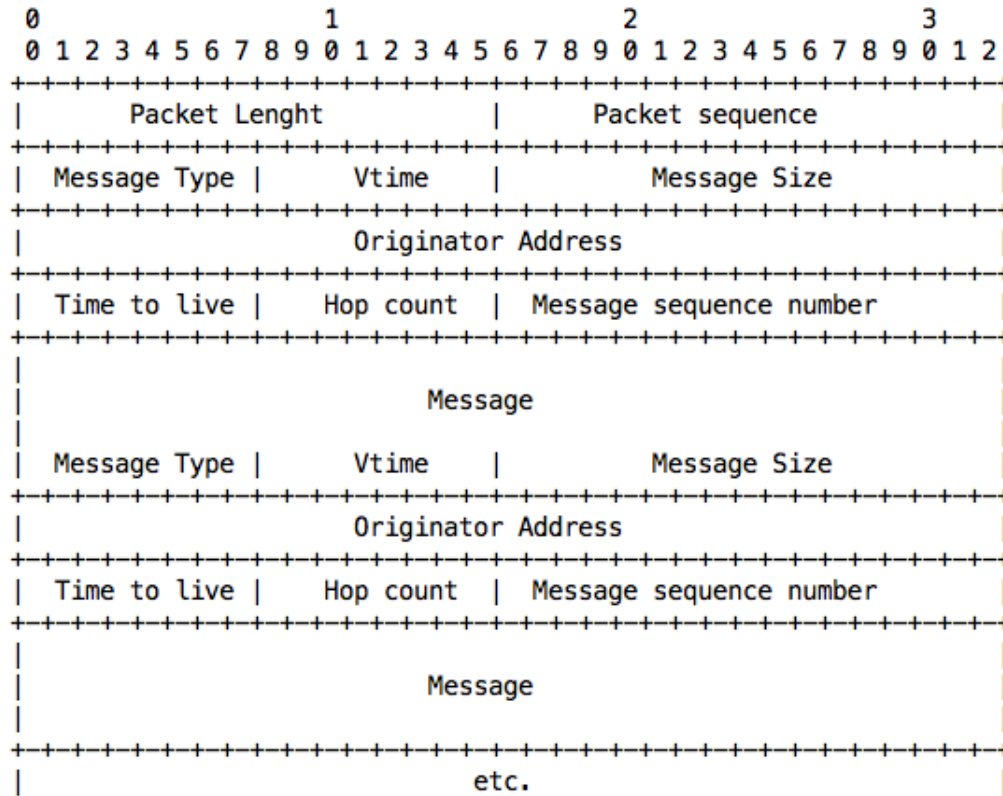 0 1 2 3
0 1 2 3 4 5 6 7 8 9 0 1 2 3 4 5 6 7 8 9 0 1 2 3 4 5 6 7 8 9 0 1 2
+-+-+-+-+-+-+-+-+-+-+-+-+-+-+-+-+-+-+-+-+-+-+-+-+-+-+-+-+-+-+-+-+-+
| Packet Lenght | Packet sequence |
+-+-+-+-+-+-+-+-+-+-+-+-+-+-+-+-+-+-+-+-+-+-+-+-+-+-+-+-+-+-+-+-+-+
| Message Type | Vtime | Message Size |
+-+-+-+-+-+-+-+-+-+-+-+-+-+-+-+-+-+-+-+-+-+-+-+-+-+-+-+-+-+-+-+-+-+
| Originator Address |
+-+-+-+-+-+-+-+-+-+-+-+-+-+-+-+-+-+-+-+-+-+-+-+-+-+-+-+-+-+-+-+-+-+
| Time to live | Hop count | Message sequence number |
+-+-+-+-+-+-+-+-+-+-+-+-+-+-+-+-+-+-+-+-+-+-+-+-+-+-+-+-+-+-+-+-+-+
| |
| Message |
| |
| Message Type | Vtime | Message Size |
+-+-+-+-+-+-+-+-+-+-+-+-+-+-+-+-+-+-+-+-+-+-+-+-+-+-+-+-+-+-+-+-+-+
| Originator Address |
+-+-+-+-+-+-+-+-+-+-+-+-+-+-+-+-+-+-+-+-+-+-+-+-+-+-+-+-+-+-+-+-+-+
| Time to live | Hop count | Message sequence number |
+-+-+-+-+-+-+-+-+-+-+-+-+-+-+-+-+-+-+-+-+-+-+-+-+-+-+-+-+-+-+-+-+-+
| |
| Message |
| |
+-+-+-+-+-+-+-+-+-+-+-+-+-+-+-+-+-+-+-+-+-+-+-+-+-+-+-+-+-+-+-+-+-+
| etc. |